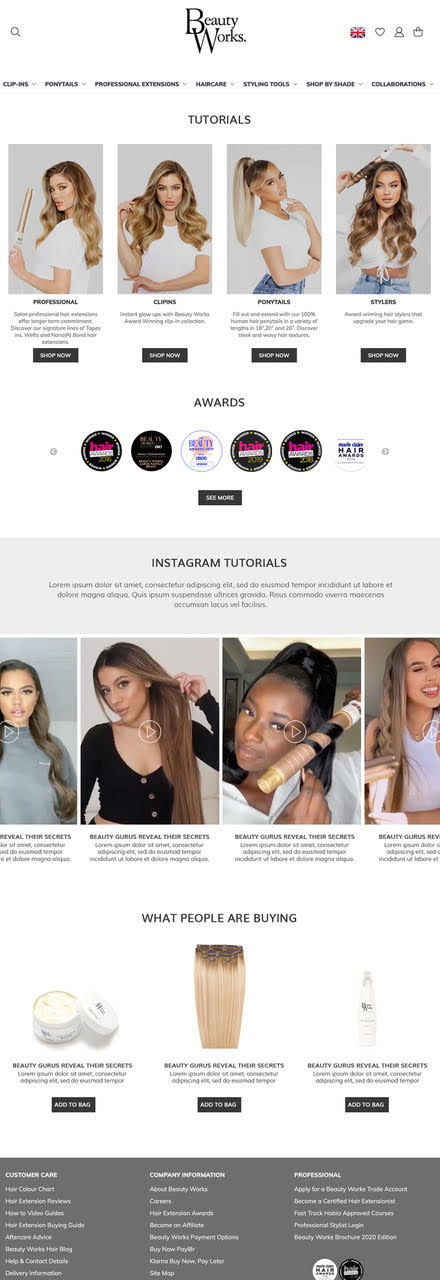 Beauty
Works.
CLIP-INS
PONYTAILS
PROFESSIONAL EXTENSIONS
HAIRCARE
STYLING TOOLS
SHOP BY SHADE
COLLABORATIONS
TUTORIALS
PROFESSIONAL
Salon professional hair extensions
offer longer term commitment.
Discover our signature lines of Tapes
ins, Wefts and Nano(R) Bond hair
extensions.
SHOP NOW
CLIPINS
Instant glow ups with Beauty Works
Award Winning clip-in collection.
SHOP NOW
PONYTAILS
Fill out and extend with our 100%
human hair ponytails in a variety of
lengths in 18",20" and 26". Discover
sleek and wavy hair textures.
SHOP NOW
STYLERS
Award winning hair stylers that
upgrade your hair game.
SHOP NOW
AWARDS
hair
AWARDS
2016
BEAUTY
BEAUTY
AWARDS 2019
asos
hair
AWARDS
2019
hair
AWARDS
2018
marie claire
HAIR
AWARDS
SEE MORE
INSTAGRAM TUTORIALS
Lorem ipsum dolor sit amet, consectetur adipiscing elit, sed do eiusmod tempor incididunt ut labore et
dolore magna aliqua. Quis ipsum suspendisse ultrices gravida. Risus commodo viverra maecenas
accumsan lacus vel facilisis.
REVEAL THEIR SECRETS
or sit amet, consectetur
sed do eiusmod tempor
re et dolore magna aliqua.
BEAUTY GURUS REVEAL THEIR SECRETS
Lorem ipsum dolor sit amet, consectetur
adipiscing elit, sed do eiusmod tempor
incididunt ut labore et dolore magna aliqua.
BEAUTY GURUS REVEAL THEIR SECRETS
Lorem ipsum dolor sit amet, consectetur
adipiscing elit, sed do eiusmod tempor
incididunt ut labore et dolore magna aliqua.
BEAUTY GURUS REV
Lorem ipsum dolor
adipiscing elit, se
incididunt ut labore
WHAT PEOPLE ARE BUYING
Beauty
Works
BEAUTY GURUS REVEAL THEIR SECRETS
Lorem ipsum dolor sit amet, consectetur
adipiscing elit, sed do eiusmod tempor
ADD TO BAG
BEAUTY GURUS REVEAL THEIR SECRETS
Lorem ipsum dolor sit amet, consectetur
adipiscing elit, sed do eiusmod tempor
ADD TO BAG
Beauty
Works
BEAUTY GURUS REVEAL THEIR SECRETS
Lorem ipsum dolor sit amet, consectetur
adipiscing elit, sed do eiusmod tempor
ADD TO BAG
CUSTOMER CARE
Hair Colour Chart
Hair Extension Reviews
How to Video Guides
Hair Extension Buying Guide
Aftercare Advice
Beauty Works Hair Blog
Help & Contact Details
Delivery Information
COMPANY INFORMATION
About Beauty Works
Careers
Hair Extension Awards
Become an Affiliate
Beauty Works Payment Options
Buy Now Payl8r
Klarna Buy Now, Pay Later
Site Map
PROFESSIONAL
Apply for a Beauty Works Trade Account
Become a Certified Hair Extensionist
Fast Track Habia Approved Courses
Professional Stylist Login
Beauty Works Brochure 2020 Edition
marie claire
HAIR
hair